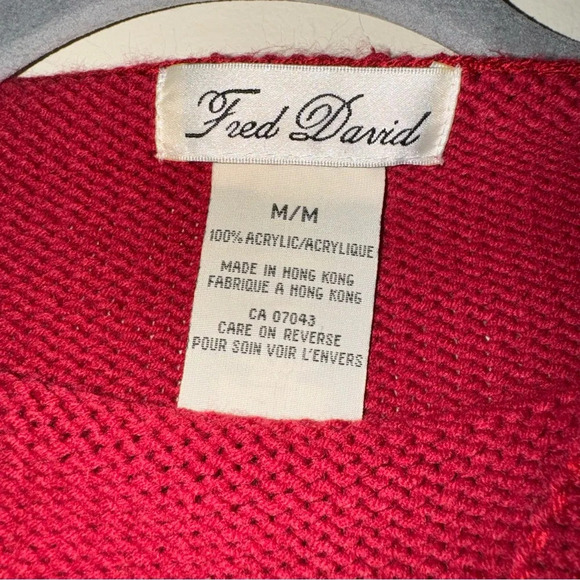 Fred David
M/M
100% ACRYLIC/ACRYLIQUE
MADE IN HONG KONG
FABRIQUE A HONG KONG
CA 07043
CARE ON REVERSE
POUR SOIN VOIR L'ENVERS